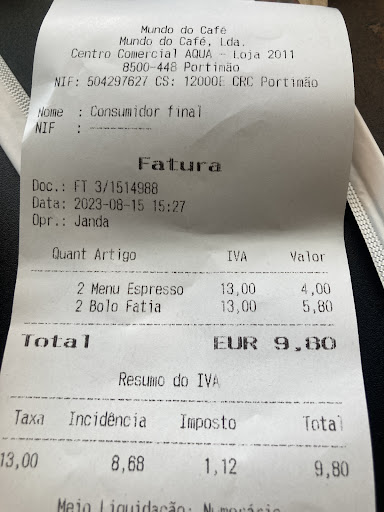 Mundo do Café
Mundo do Café, Lda.
Centro Comercial AQUA - Loja 2011
8500-448 Portimão
NIF: 504297627 CS: 12000E CRC Portimão
Nome : Consumidor final
NIF :
Fatura
Doc.: FT 3/1514988
Data: 2023-08-15 15:27
Opr.: Janda
Quant Artigo IVA Valor
2 Menu Espresso 13,00 4,00
2 Bolo Fatia 13,00 5,80
Total EUR 9,80
Resumo do IVA
Taxa Incidência Imposto Total
13,00 8,68 1,12 9,80
Meio Liquidação: Numerário